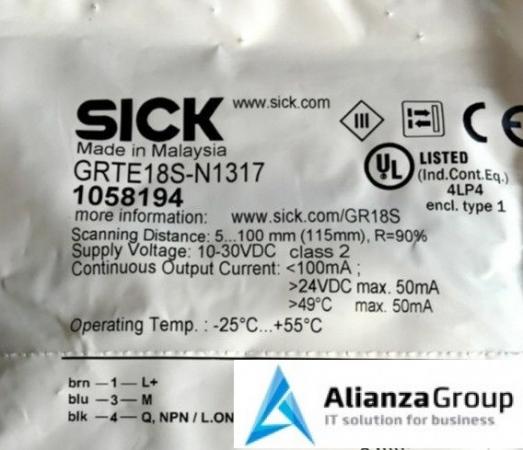 SICK www.sick.com
III
CE
Made in Malaysia
GRTE18S-N1317
1058194
UL LISTED
(Ind.Cont.Eq.)
4LP4
encl. type 1
more information: www.sick.com/GR18S
Scanning Distance: 5...100 mm (115mm), R=90%
Supply Voltage: 10-30VDC class 2
Continuous Output Current: <100mA ;
>24VDC max. 50mA
>49°C max. 50mA
Operating Temp. : -25°C...+55°C
brn – 1 – L+
blu – 3 – M
blk – 4 – Q, NPN / L.ON
AlianzaGroup
IT solution for business